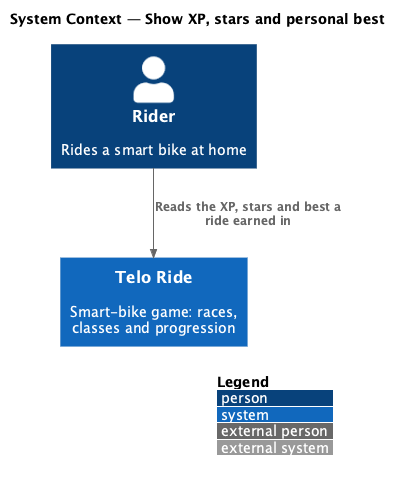 System Context — Show XP, stars and personal best
Rider
Rides a smart bike at home
Reads the XP, stars and best a
ride earned in
Telo Ride
Smart-bike game: races,
classes and progression
Legend
person
system
external person
external system